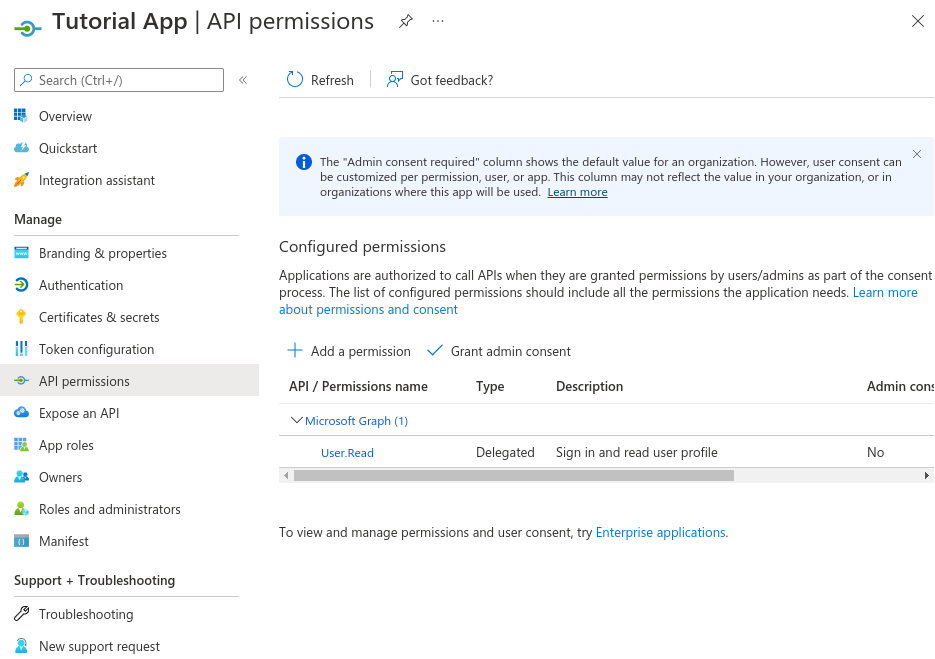 Tutorial App | API permissions
Search (Ctrl+/)
Overview
Quickstart
Integration assistant
Manage
Branding & properties
Authentication
Certificates & secrets
Token configuration
API permissions
Expose an API
App roles
Owners
Roles and administrators
Manifest
Support + Troubleshooting
Troubleshooting
New support request
Refresh
Got feedback?
The "Admin consent required" column shows the default value for an organization. However, user consent can
be customized per permission, user, or app. This column may not reflect the value in your organization, or in
organizations where this app will be used. Learn more
Configured permissions
Applications are authorized to call APIs when they are granted permissions by users/admins as part of the consent
process. The list of configured permissions should include all the permissions the application needs. Learn more
about permissions and consent
Add a permission
Grant admin consent
API / Permissions name Type Description Admin cons
Microsoft Graph (1)
User.Read Delegated Sign in and read user profile No
To view and manage permissions and user consent, try Enterprise applications.